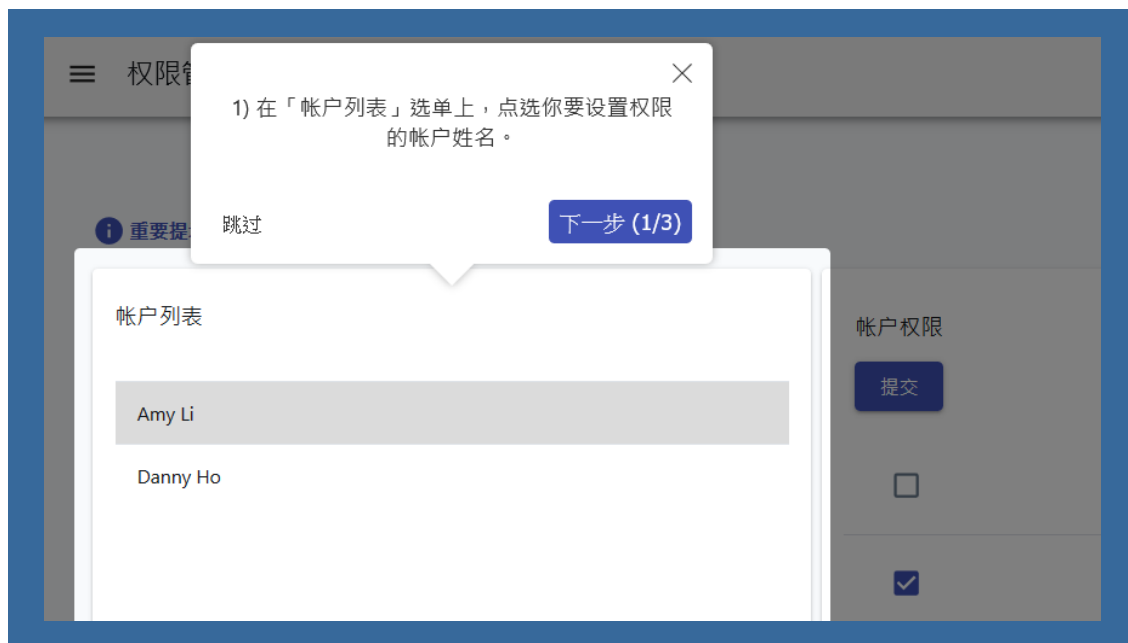 权限管
1) 在「帐户列表」选单上，点选你要设置权限
的帐户姓名。
跳过
下一步 (1/3)
重要提
帐户列表
Amy Li
Danny Ho
帐户权限
提交